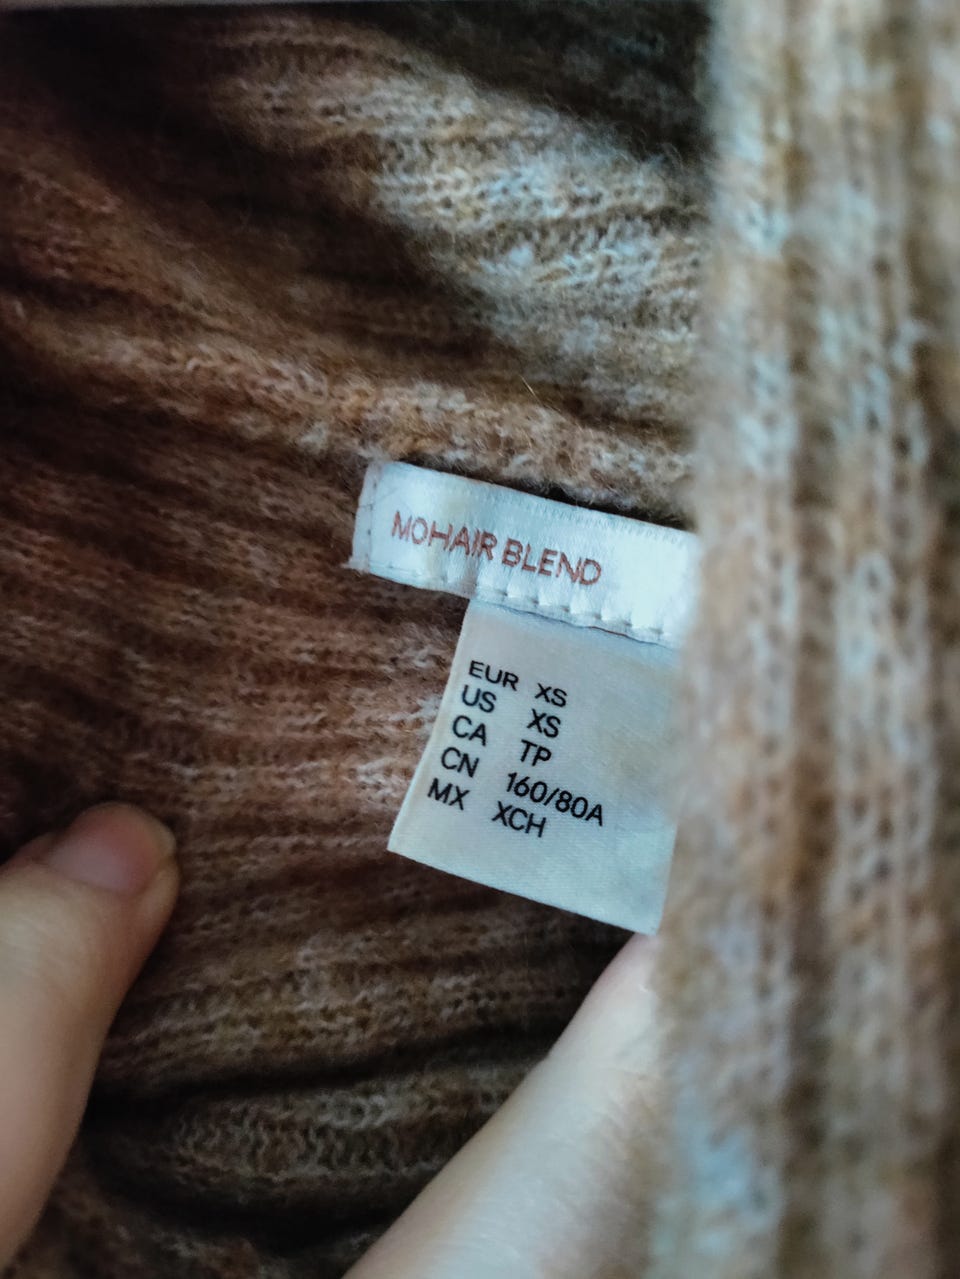 MOHAIR BLEND
EUR XS
US XS
CA TP
CN 160/80A
MX XCH